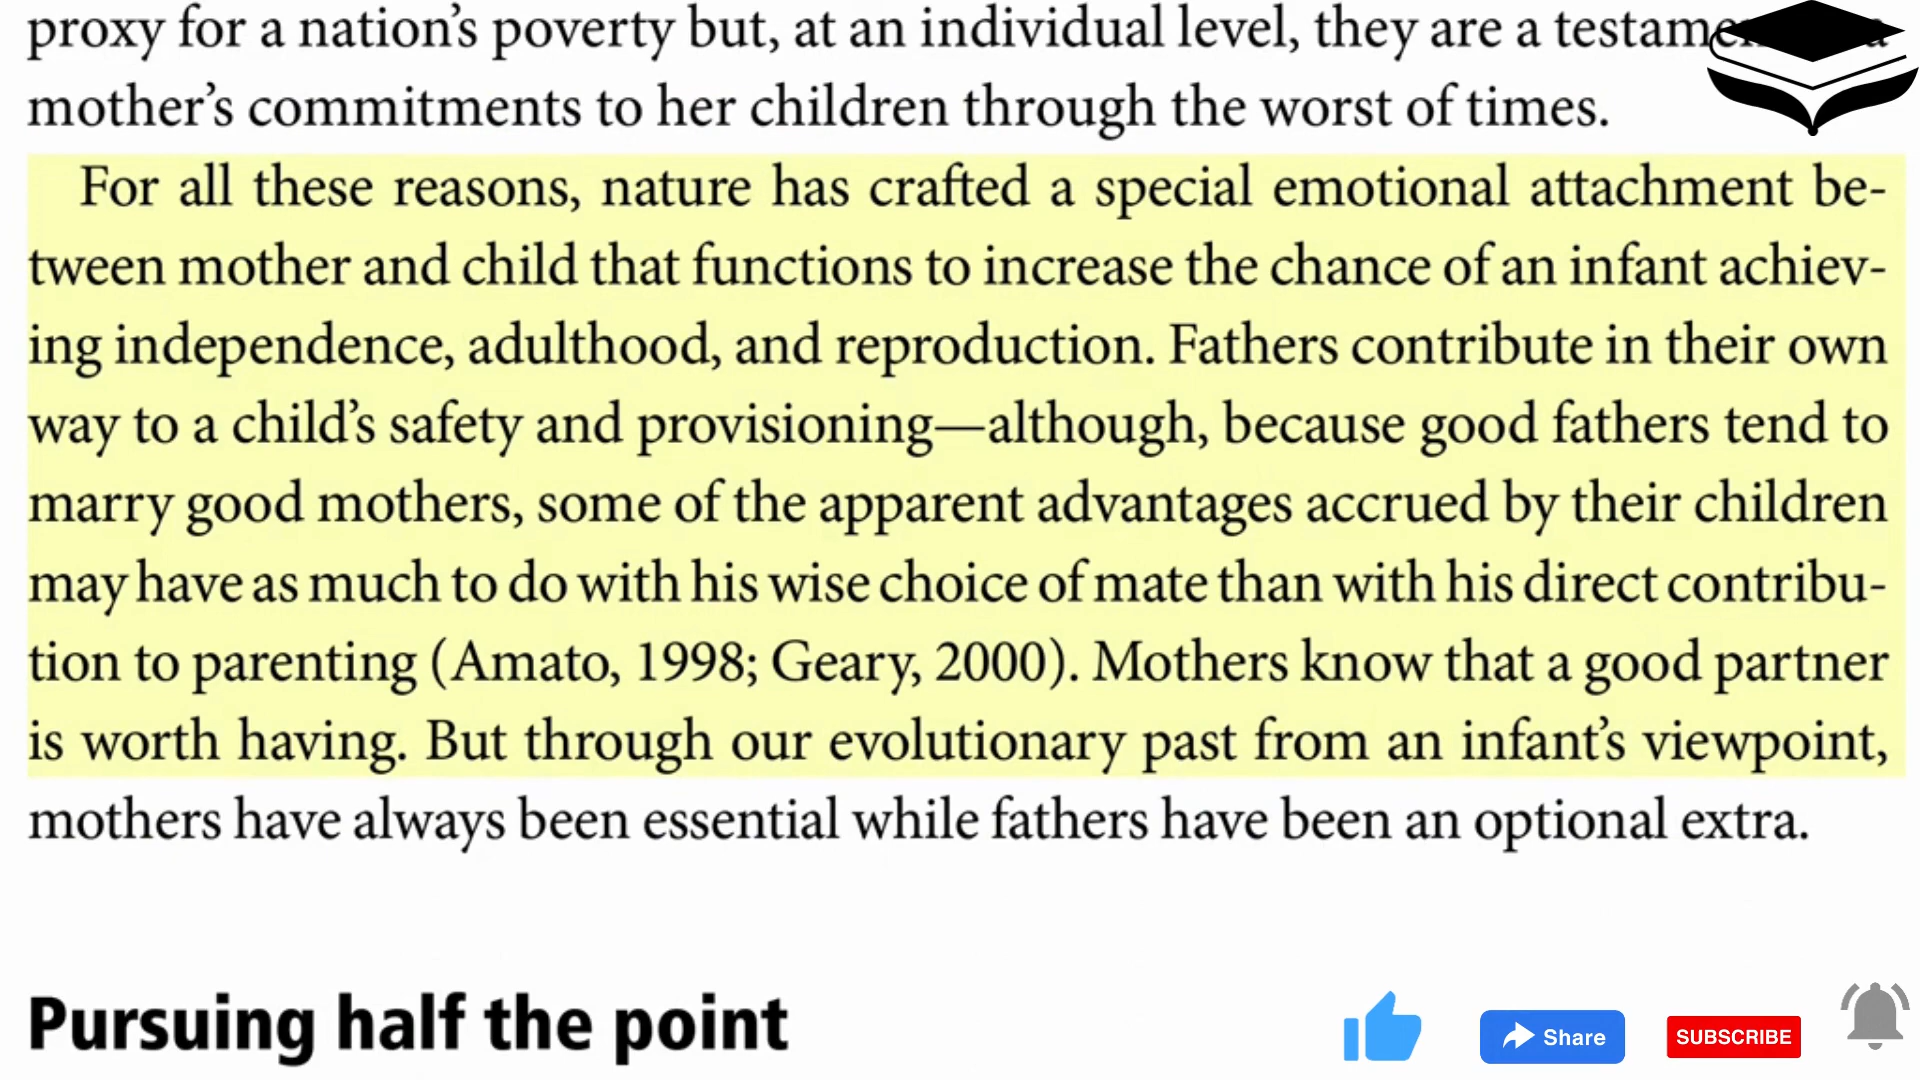 proxy for a nation's poverty but, at an individual level, they are a
mother's commitments to her children through the worst of times.
For all these reasons, nature has crafted a special emotional attachment be-
tween mother and child that functions to increase the chance of an infant achiev-
ing independence, adulthood, and reproduction. Fathers contribute in their own
way to a child's safety and provisioning—although, because good fathers tend to
marry good mothers, some of the apparent advantages accrued by their children
may have as much to do with his wise choice of mate than with his direct contribu-
tion to parenting (Amato, 1998; Geary, 2000). Mothers know that a good partner
is worth having. But through our evolutionary past from an infant's viewpoint,
mothers have always been essential while fathers have been an optional extra.
Pursuing half the point
Share
SUBSCRIBE